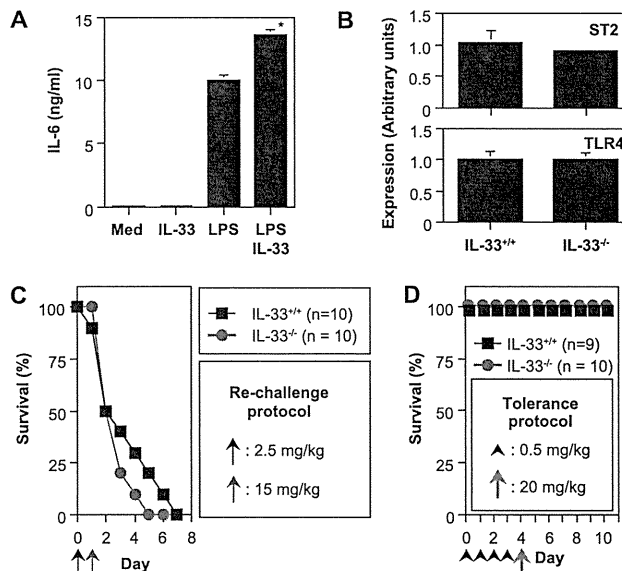 A
IL-6 (ng/ml)
15
10
5
0
Med IL-33 LPS LPS
IL-33
*
B
Expression (Arbitrary units)
1.5
1.0
0.5
0
ST2
1.5
1.0
0.5
0
TLR4
IL-33+/+ IL-33-/-
C
Survival (%)
100
75
50
25
0
0 2 4 6 8
Day
IL-33+/+ (n=10)
IL-33-/- (n = 10)
Re-challenge
protocol
: 2.5 mg/kg
: 15 mg/kg
D
Survival (%)
100
75
50
25
0
IL-33+/+ (n=9)
IL-33-/- (n = 10)
Tolerance
protocol
: 0.5 mg/kg
: 20 mg/kg
0 2 4 6 8 10
Day